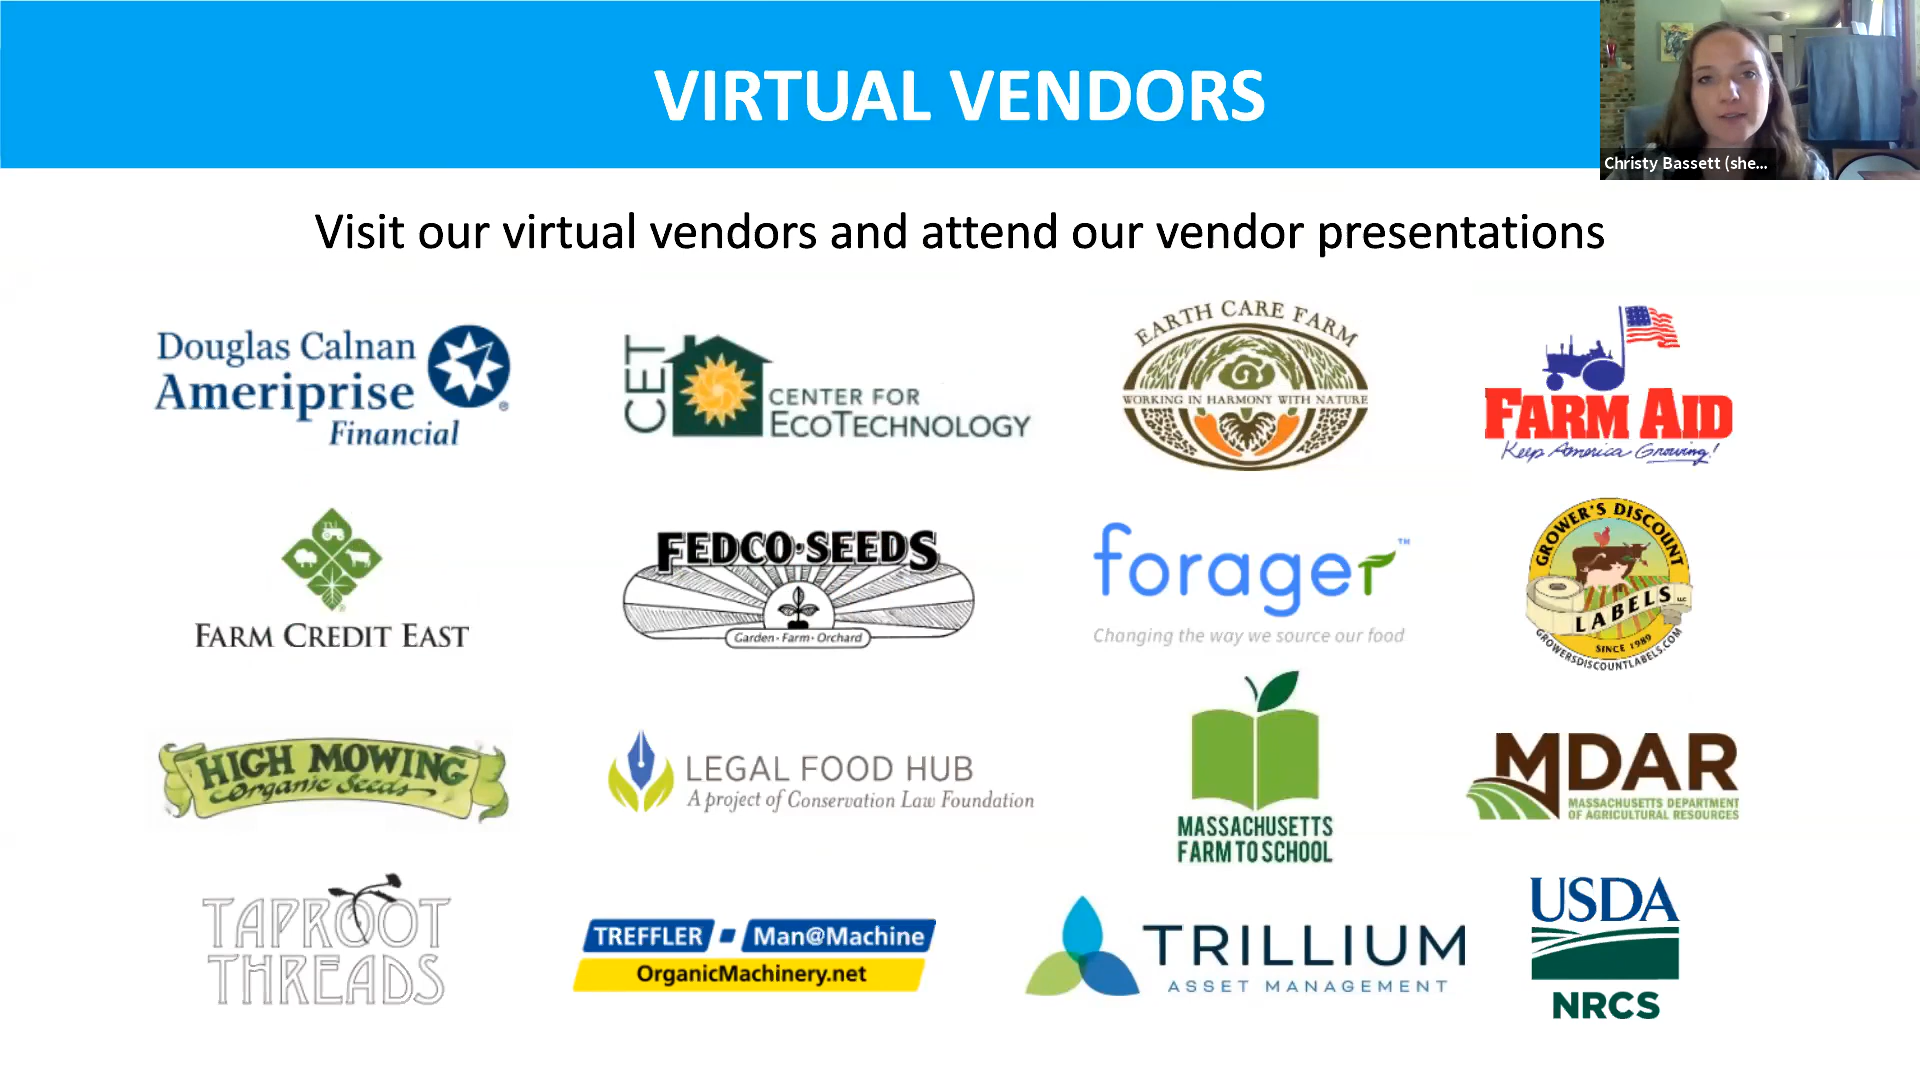 VIRTUAL VENDORS
Christy Bassett (she...
Visit our virtual vendors and attend our vendor presentations
Douglas Calnan
Ameriprise
Financial
CET
CENTER FOR
ECOTECHNOLOGY
EARTH CARE FARM
WORKING IN HARMONY WITH NATURE
FARM AID
Keep America Growing!
FARM CREDIT EAST
FEDCO·SEEDS
Garden·Farm·Orchard
forager™
Changing the way we source our food
GROWER'S DISCOUNT
LABELS LLC
SINCE 1989
GROWERSDISCOUNTLABELS.COM
HIGH MOWING
Organic Seeds
LEGAL FOOD HUB
A project of Conservation Law Foundation
MASSACHUSETTS
FARM TO SCHOOL
MDAR
MASSACHUSETTS DEPARTMENT
OF AGRICULTURAL RESOURCES
TAPROOT
THREADS
TREFFLER - Man@Machine
OrganicMachinery.net
TRILLIUM
ASSET MANAGEMENT
USDA
NRCS